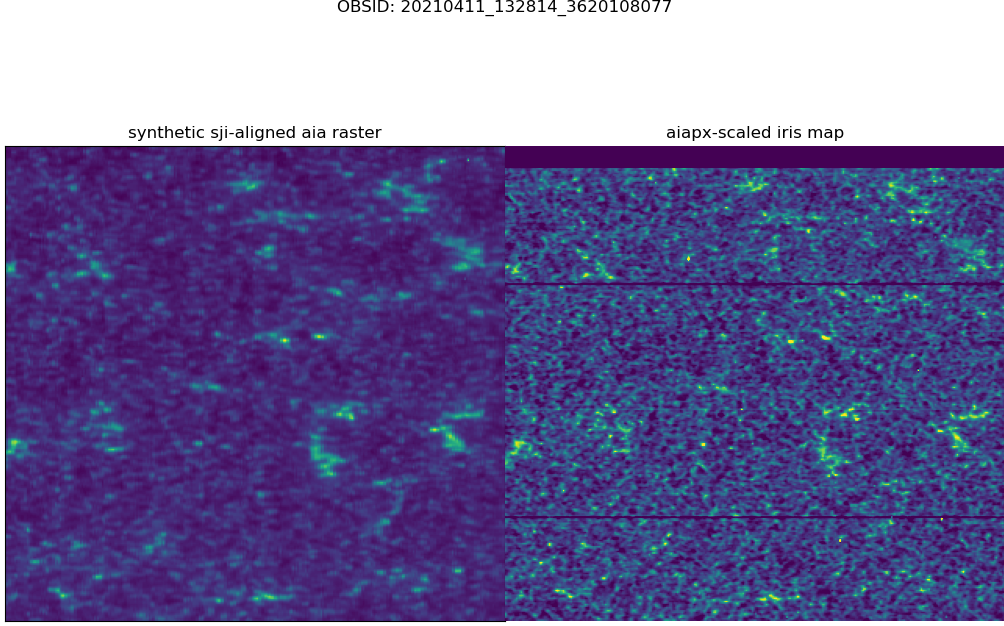 OBSID: 20210411_132814_3620108077
synthetic sji-aligned aia raster
aiapx-scaled iris map